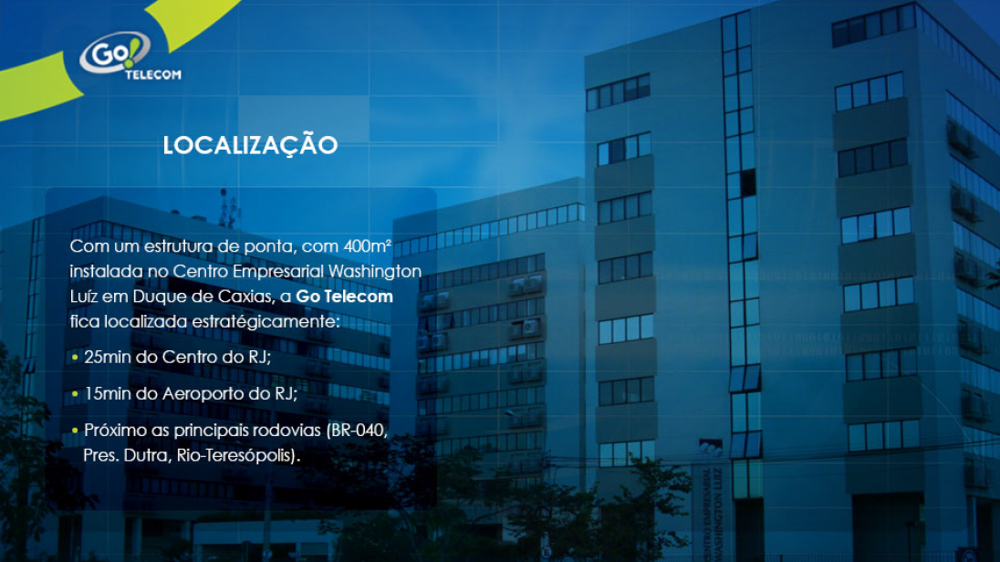 Go!
TELECOM
LOCALIZAÇÃO
Com um estrutura de ponta, com 400m²
instalada no Centro Empresarial Washington
Luíz em Duque de Caxias, a Go Telecom
fica localizada estratégicamente:
• 25min do Centro do RJ;
• 15min do Aeroporto do RJ;
• Próximo as principais rodovias (BR-040,
Pres. Dutra, Rio-Teresópolis).
CENTRO EMPRESARIAL
WASHINGTON LUIZ